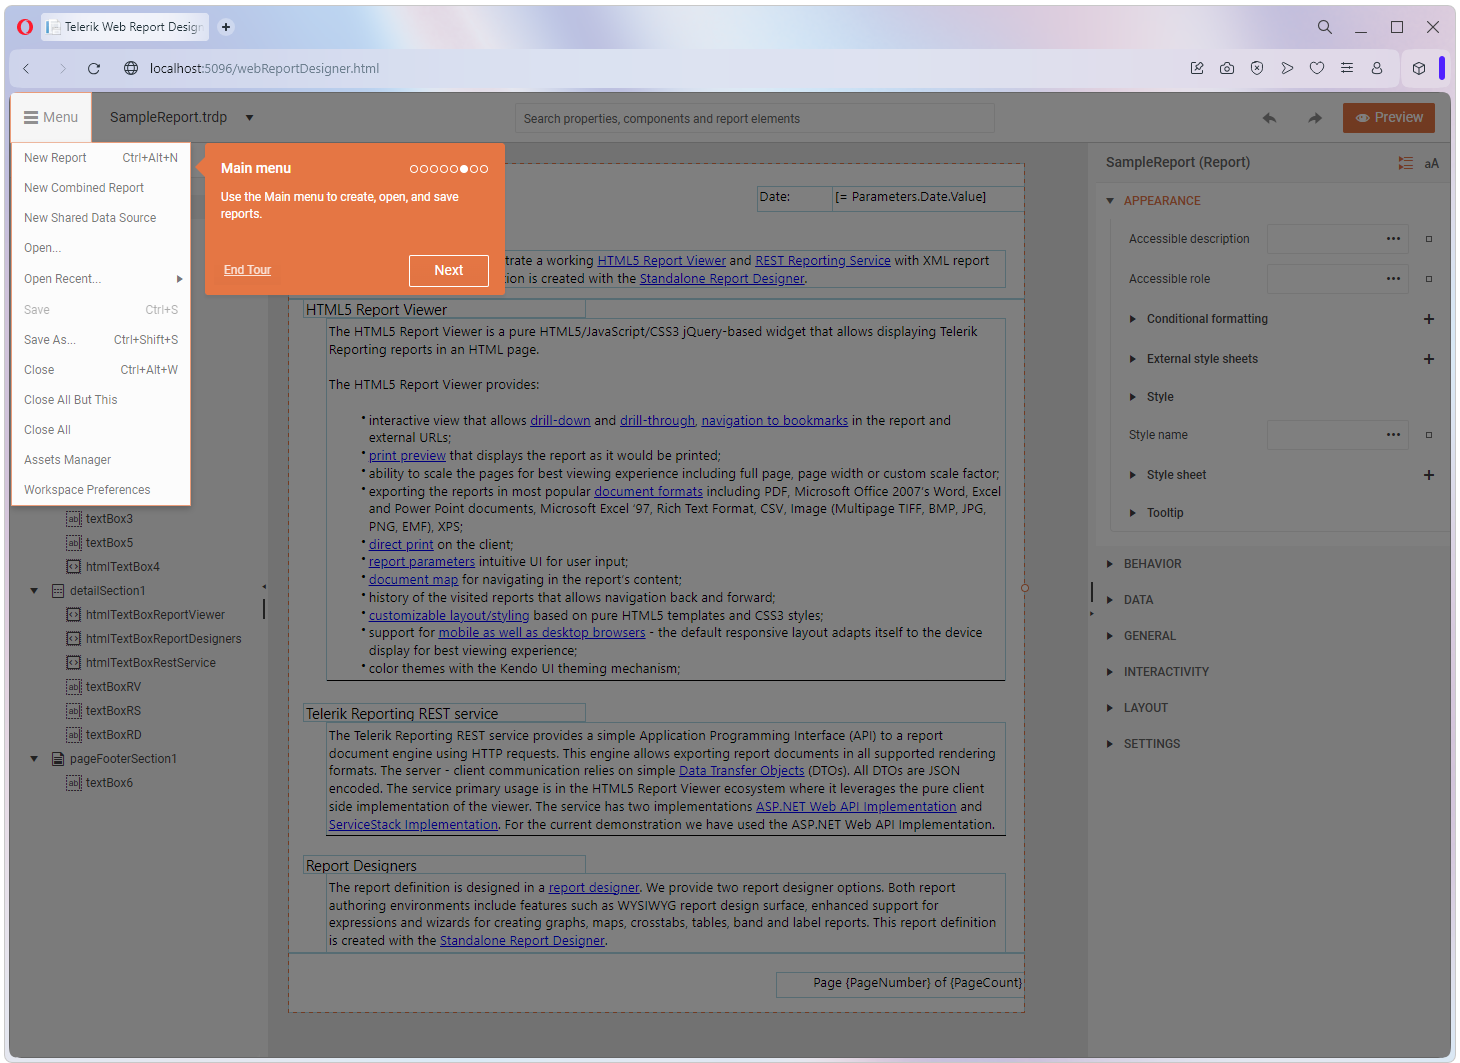 Telerik Web Report Design
localhost:5096/webReportDesigner.html
Menu
SampleReport.trdp
Search properties, components and report elements
Preview
New Report Ctrl+Alt+N
New Combined Report
New Shared Data Source
Open...
Open Recent...
Save Ctrl+S
Save As... Ctrl+Shift+S
Close Ctrl+Alt+W
Close All But This
Close All
Assets Manager
Workspace Preferences
textBox3
textBox5
htmlTextBox4
detailSection1
htmlTextBoxReportViewer
htmlTextBoxReportDesigners
htmlTextBoxRestService
textBoxRV
textBoxRS
textBoxRD
pageFooterSection1
textBox6
Main menu
Use the Main menu to create, open, and save
reports.
End Tour
Next
Date: [= Parameters.Date.Value]
trate a working HTML5 Report Viewer and REST Reporting Service with XML report
tion is created with the Standalone Report Designer.
HTML5 Report Viewer
The HTML5 Report Viewer is a pure HTML5/JavaScript/CSS3 jQuery-based widget that allows displaying Telerik
Reporting reports in an HTML page.
The HTML5 Report Viewer provides:
• interactive view that allows drill-down and drill-through, navigation to bookmarks in the report and
external URLs;
• print preview that displays the report as it would be printed;
• ability to scale the pages for best viewing experience including full page, page width or custom scale factor;
• exporting the reports in most popular document formats including PDF, Microsoft Office 2007's Word, Excel
and Power Point documents, Microsoft Excel '97, Rich Text Format, CSV, Image (Multipage TIFF, BMP, JPG,
PNG, EMF), XPS;
• direct print on the client;
• report parameters intuitive UI for user input;
• document map for navigating in the report's content;
• history of the visited reports that allows navigation back and forward;
• customizable layout/styling based on pure HTML5 templates and CSS3 styles;
• support for mobile as well as desktop browsers - the default responsive layout adapts itself to the device
display for best viewing experience;
• color themes with the Kendo UI theming mechanism;
Telerik Reporting REST service
The Telerik Reporting REST service provides a simple Application Programming Interface (API) to a report
document engine using HTTP requests. This engine allows exporting report documents in all supported rendering
formats. The server - client communication relies on simple Data Transfer Objects (DTOs). All DTOs are JSON
encoded. The service primary usage is in the HTML5 Report Viewer ecosystem where it leverages the pure client
side implementation of the viewer. The service has two implementations ASP.NET Web API Implementation and
ServiceStack Implementation. For the current demonstration we have used the ASP.NET Web API Implementation.
Report Designers
The report definition is designed in a report designer. We provide two report designer options. Both report
authoring environments include features such as WYSIWYG report design surface, enhanced support for
expressions and wizards for creating graphs, maps, crosstabs, tables, band and label reports. This report definition
is created with the Standalone Report Designer.
Page {PageNumber} of {PageCount}
SampleReport (Report)
aA
APPEARANCE
Accessible description
Accessible role
Conditional formatting
External style sheets
Style
Style name
Style sheet
Tooltip
BEHAVIOR
DATA
GENERAL
INTERACTIVITY
LAYOUT
SETTINGS